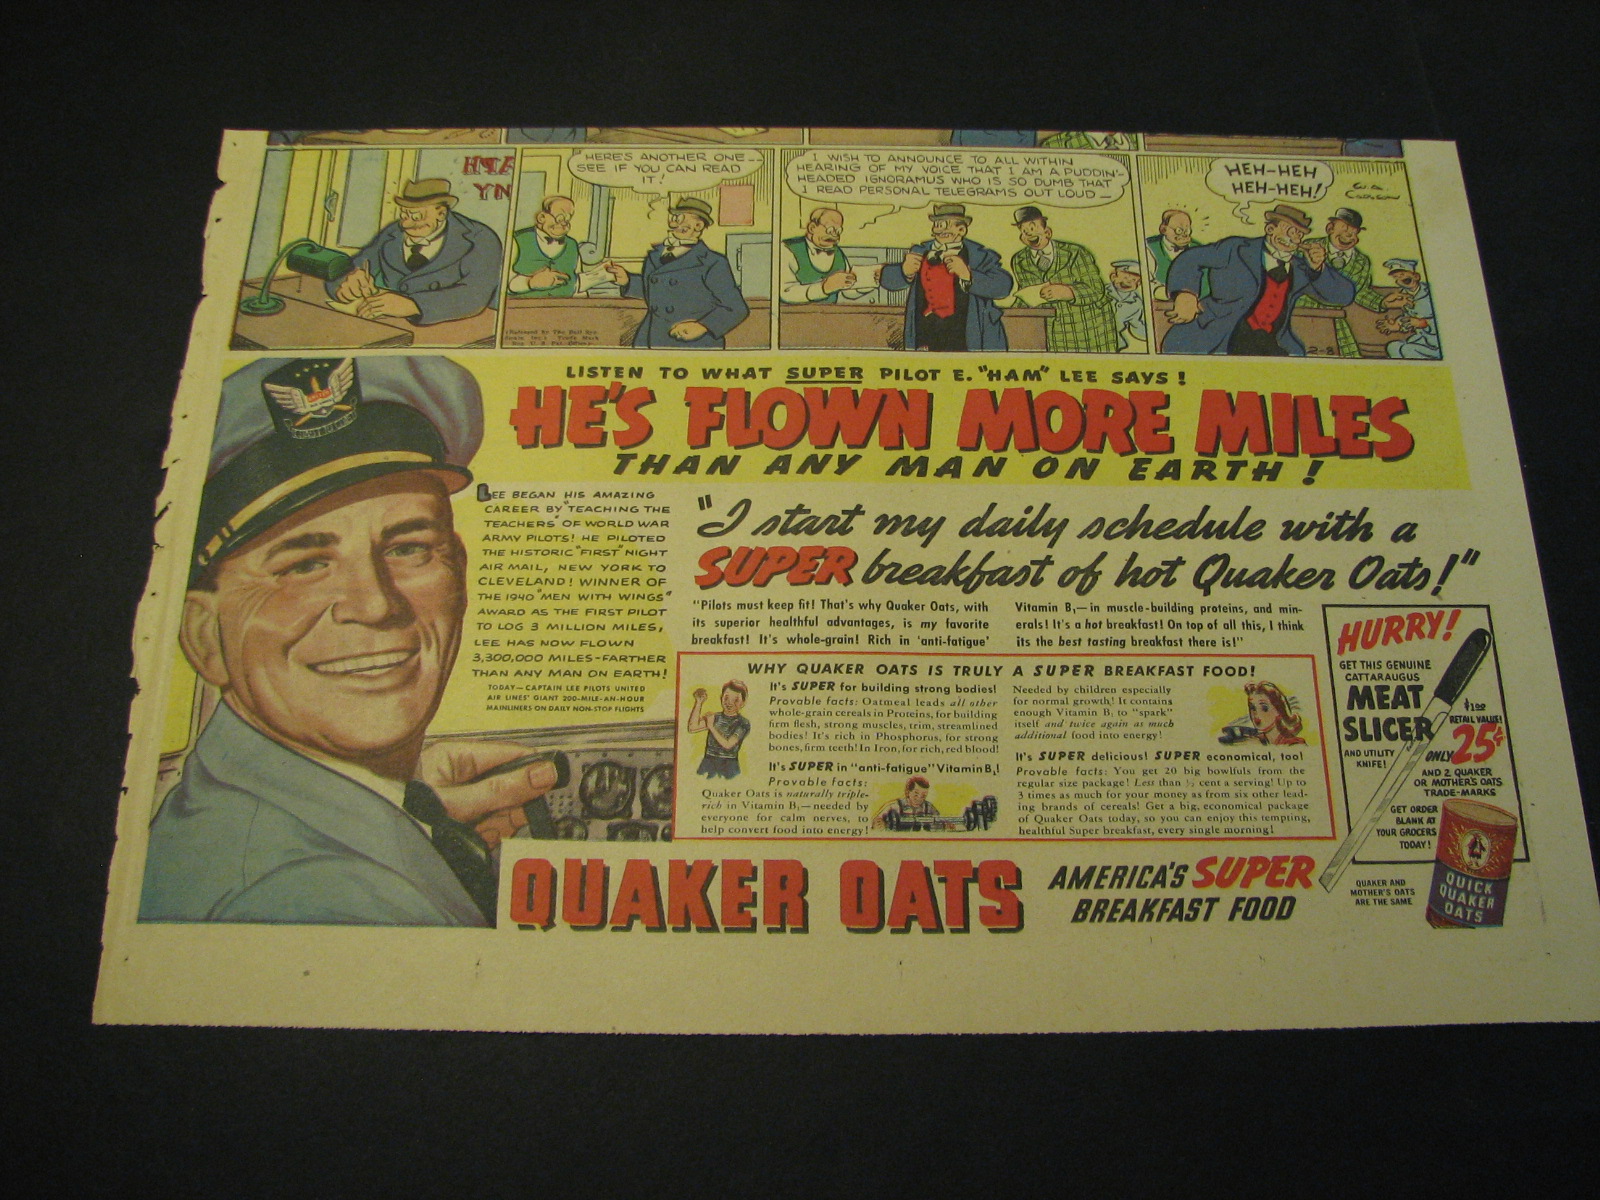 HERE'S ANOTHER ONE--
SEE IF YOU CAN READ
IT!
I WISH TO ANNOUNCE TO ALL WITHIN
HEARING OF MY VOICE THAT I AM A PUDDIN'-
HEADED IGNORAMUS WHO IS SO DUMB THAT
I READ PERSONAL TELEGRAMS OUT LOUD—
HEH-HEH
HEH-HEH!
2-8
LISTEN TO WHAT SUPER PILOT E. "HAM" LEE SAYS!
HE'S FLOWN MORE MILES
THAN ANY MAN ON EARTH!
LEE BEGAN HIS AMAZING
CAREER BY "TEACHING THE
TEACHERS" OF WORLD WAR
ARMY PILOTS! HE PILOTED
THE HISTORIC "FIRST" NIGHT
AIR MAIL, NEW YORK TO
CLEVELAND! WINNER OF
THE 1940 "MEN WITH WINGS"
AWARD AS THE FIRST PILOT
TO LOG 3 MILLION MILES,
LEE HAS NOW FLOWN
3,300,000 MILES-FARTHER
THAN ANY MAN ON EARTH!
TODAY—CAPTAIN LEE PILOTS UNITED
AIR LINES' GIANT 200-MILE-AN-HOUR
MAINLINERS ON DAILY NON-STOP FLIGHTS
"I start my daily schedule with a
SUPER breakfast of hot Quaker Oats!"
"Pilots must keep fit! That's why Quaker Oats, with
its superior healthful advantages, is my favorite
breakfast! It's whole-grain! Rich in 'anti-fatigue'
Vitamin B₁—in muscle-building proteins, and min-
erals! It's a hot breakfast! On top of all this, I think
its the best tasting breakfast there is!"
WHY QUAKER OATS IS TRULY A SUPER BREAKFAST FOOD!
It's SUPER for building strong bodies!
Provable facts: Oatmeal leads all other
whole-grain cereals in Proteins, for building
firm flesh, strong muscles, trim, streamlined
bodies! It's rich in Phosphorus, for strong
bones, firm teeth! In Iron, for rich, red blood!
It's SUPER in "anti-fatigue" Vitamin B₁!
Provable facts:
Quaker Oats is naturally triple-
rich in Vitamin B₁—needed by
everyone for calm nerves, to
help convert food into energy!
Needed by children especially
for normal growth! It contains
enough Vitamin B₁ to "spark"
itself and twice again as much
additional food into energy!
It's SUPER delicious! SUPER economical, too!
Provable facts: You get 20 big bowlfuls from the
regular size package! Less than ½ cent a serving! Up to
3 times as much for your money as from six other lead-
ing brands of cereals! Get a big, economical package
of Quaker Oats today, so you can enjoy this tempting,
healthful Super breakfast, every single morning!
HURRY!
GET THIS GENUINE
CATTARAUGUS
MEAT
SLICER
AND UTILITY
KNIFE!
$1.00
RETAIL VALUE!
ONLY 25¢
AND 2 QUAKER
OR MOTHER'S OATS
TRADE-MARKS
GET ORDER
BLANK AT
YOUR GROCERS
TODAY!
QUAKER AND
MOTHER'S OATS
ARE THE SAME
QUICK
QUAKER
OATS
QUAKER OATS
AMERICA'S SUPER
BREAKFAST FOOD